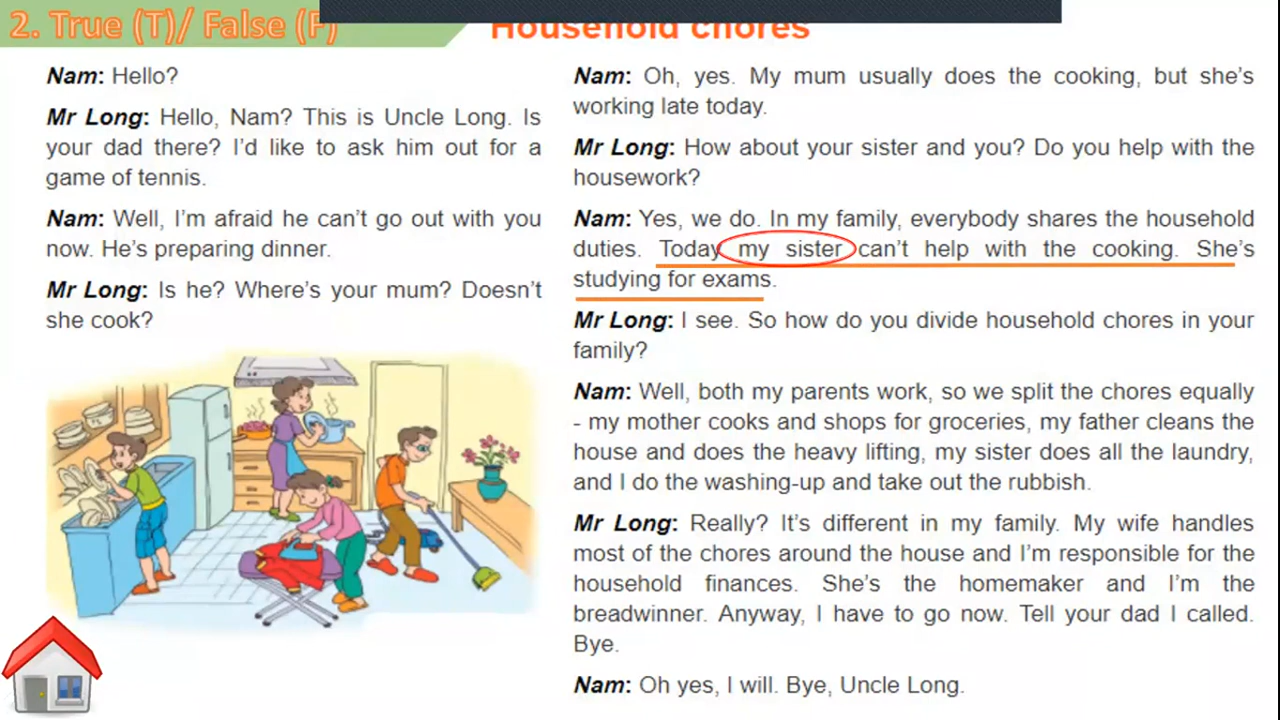 2. True (T)/ False (F)
Household chores
Nam: Hello?
Mr Long: Hello, Nam? This is Uncle Long. Is
your dad there? I'd like to ask him out for a
game of tennis.
Nam: Well, I'm afraid he can't go out with you
now. He's preparing dinner.
Mr Long: Is he? Where's your mum? Doesn't
she cook?
Nam: Oh, yes. My mum usually does the cooking, but she's
working late today.
Mr Long: How about your sister and you? Do you help with the
housework?
Nam: Yes, we do. In my family, everybody shares the household
duties. Today my sister can't help with the cooking. She's
studying for exams.
Mr Long: I see. So how do you divide household chores in your
family?
Nam: Well, both my parents work, so we split the chores equally
- my mother cooks and shops for groceries, my father cleans the
house and does the heavy lifting, my sister does all the laundry,
and I do the washing-up and take out the rubbish.
Mr Long: Really? It's different in my family. My wife handles
most of the chores around the house and I'm responsible for the
household finances. She's the homemaker and I'm the
breadwinner. Anyway, I have to go now. Tell your dad I called.
Bye.
Nam: Oh yes, I will. Bye, Uncle Long.